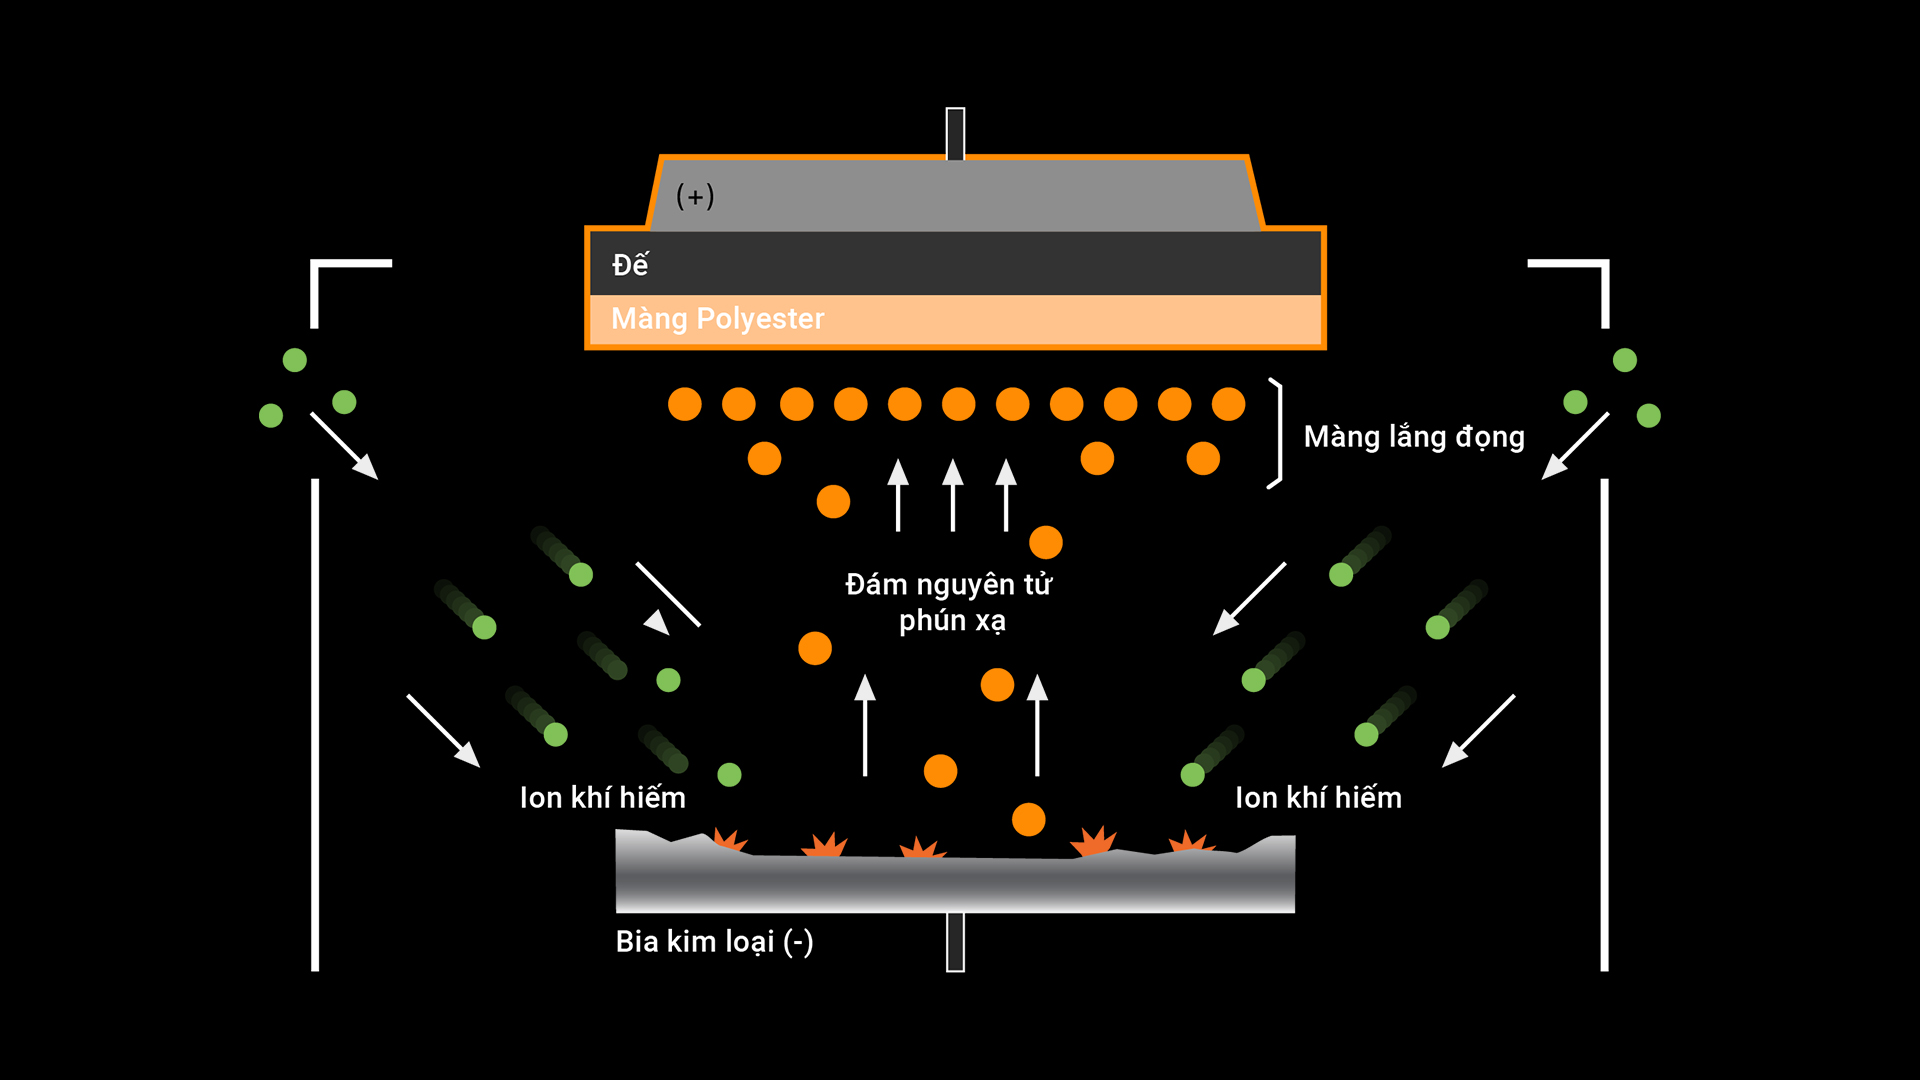 (+)
Đế
Màng Polyester
Màng lắng đọng
Đám nguyên tử
phún xạ
Ion khí hiếm
Ion khí hiếm
Bia kim loại (-)